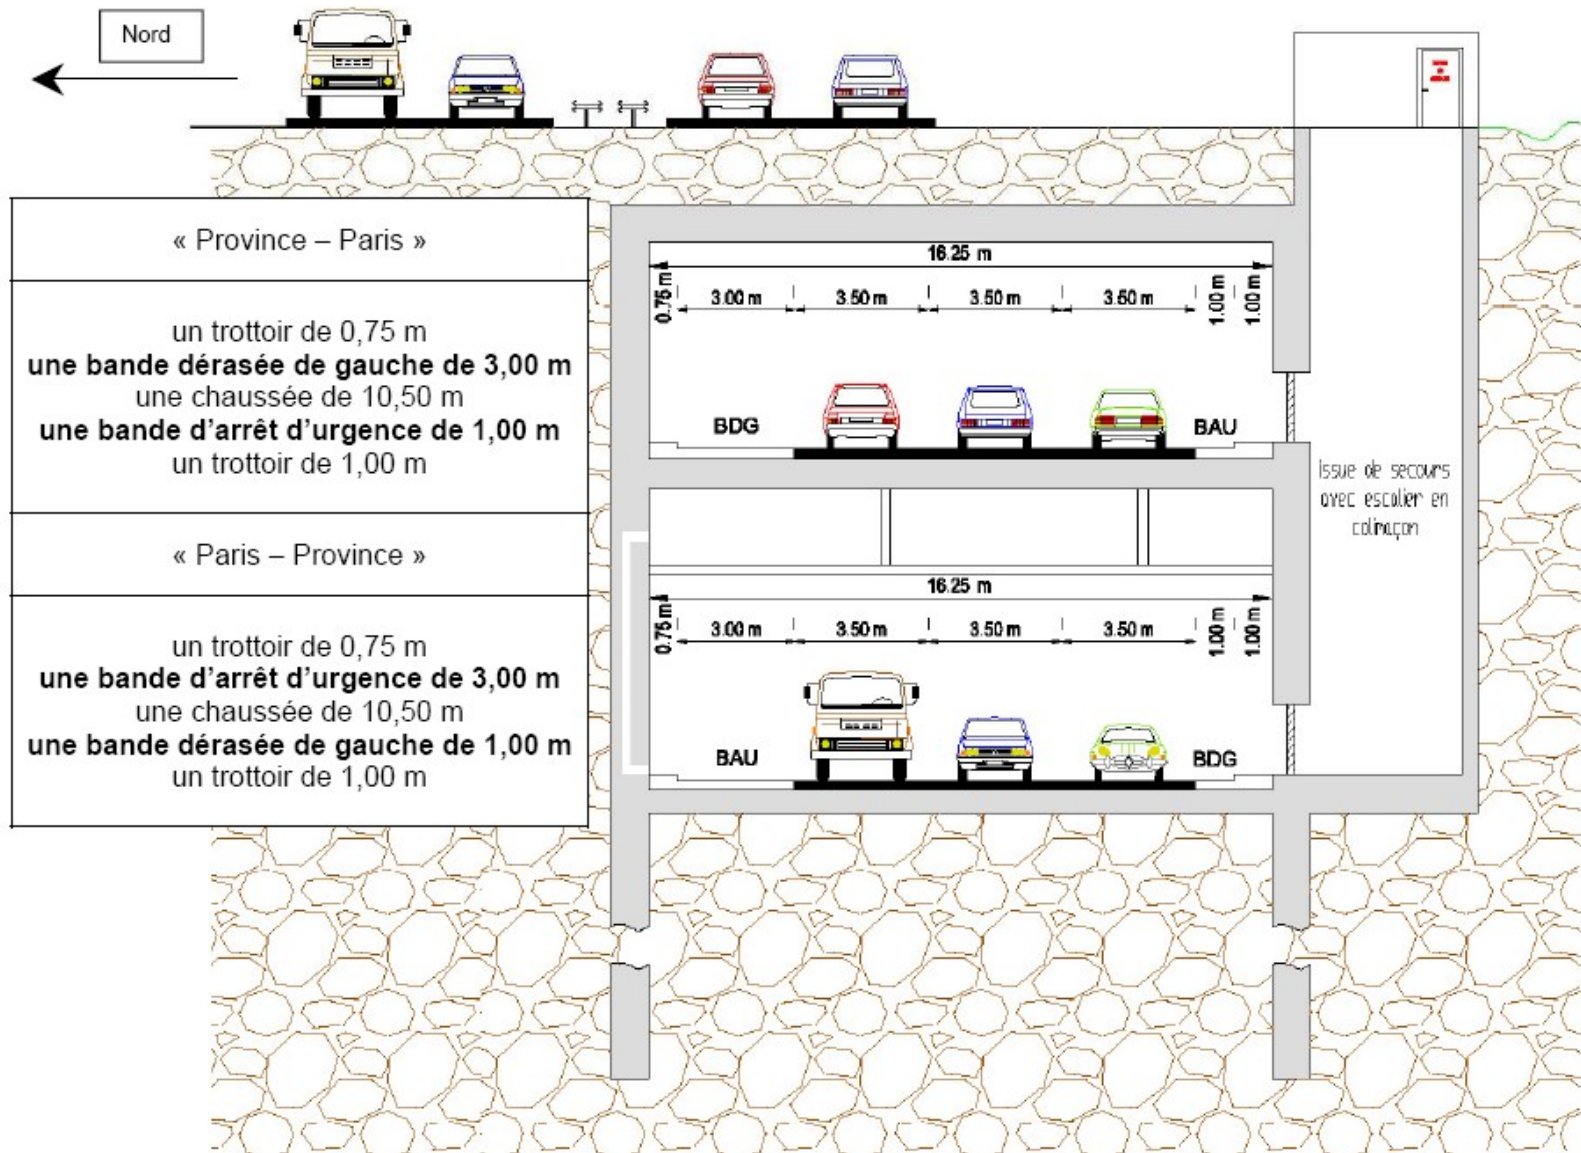 Nord
« Province – Paris »
un trottoir de 0,75 m
une bande dérasée de gauche de 3,00 m
une chaussée de 10,50 m
une bande d'arrêt d'urgence de 1,00 m
un trottoir de 1,00 m
« Paris – Province »
un trottoir de 0,75 m
une bande d'arrêt d'urgence de 3,00 m
une chaussée de 10,50 m
une bande dérasée de gauche de 1,00 m
un trottoir de 1,00 m
16.25 m
0.75 m 3.00 m 3.50 m 3.50 m 3.50 m 1.00 m 1.00 m
BDG BAU
issue de secours
avec escalier en
colimaçon
16.25 m
0.75 m 3.00 m 3.50 m 3.50 m 3.50 m 1.00 m 1.00 m
BAU BDG